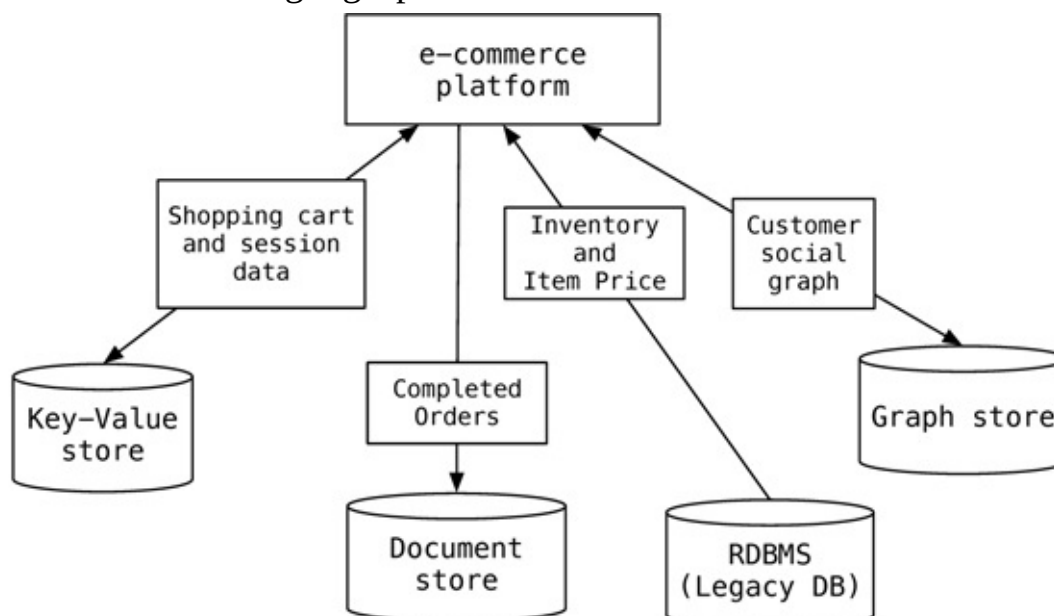 e-commerce
platform
Shopping cart
and session
data
Inventory
and
Item Price
Customer
social
graph
Key-Value
store
Completed
Orders
Graph store
Document
store
RDBMS
(Legacy DB)